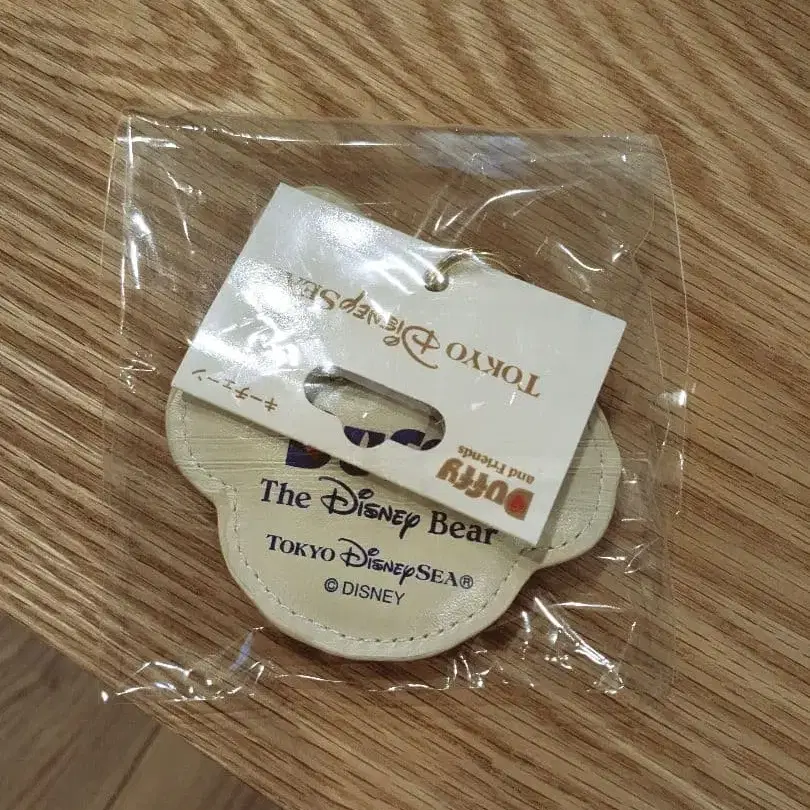 TOKYO DISNEYSEA
キーチェーン
Duffy
and Friends
The DISNEY Bear
TOKYO DISNEYSEA®
© DISNEY